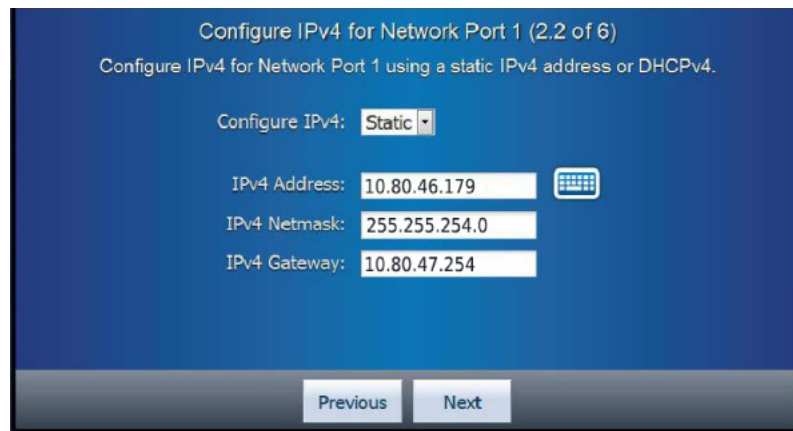 Configure IPv4 for Network Port 1 (2.2 of 6)
Configure IPv4 for Network Port 1 using a static IPv4 address or DHCPv4.
Configure IPv4: Static
IPv4 Address: 10.80.46.179
IPv4 Netmask: 255.255.254.0
IPv4 Gateway: 10.80.47.254
Previous Next